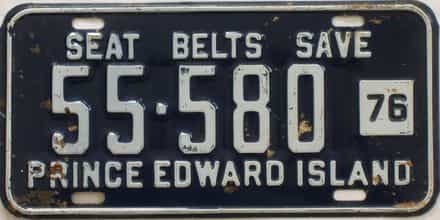 SEAT BELTS SAVE
55·580 76
PRINCE EDWARD ISLAND